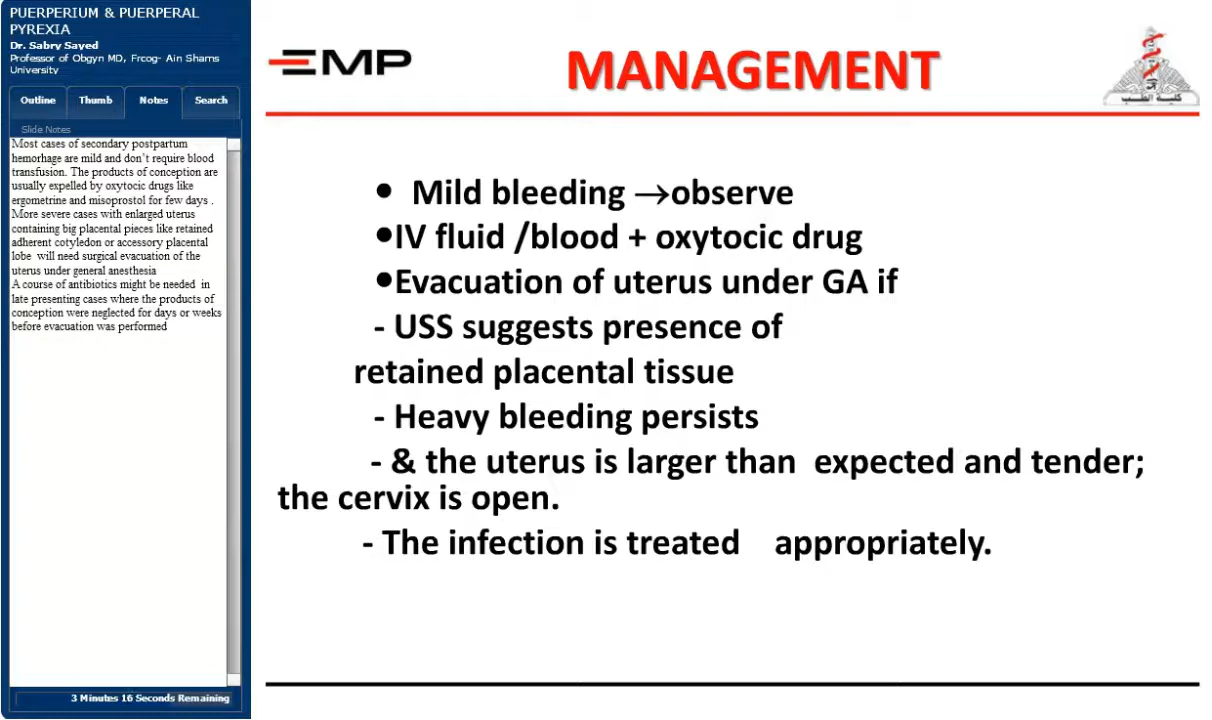 PUERPERIUM & PUERPERAL
PYREXIA
Dr. Sabry Sayed
Professor of Obgyn MD, Frcog- Ain Shams
University
Outline Thumb Notes Search
Slide Notes
Most cases of secondary postpartum
hemorhage are mild and don't require blood
transfusion. The products of conception are
usually expelled by oxytocic drugs like
ergometrine and misoprostol for few days .
More severe cases with enlarged uterus
containing big placental pieces like retained
adherent cotyledon or accessory placental
lobe will need surgical evacuation of the
uterus under general anesthesia
A course of antibiotics might be needed in
late presenting cases where the products of
conception were neglected for days or weeks
before evacuation was performed
3 Minutes 16 Seconds Remaining
EMP
MANAGEMENT
كلية الطب
• Mild bleeding →observe
•IV fluid /blood + oxytocic drug
•Evacuation of uterus under GA if
- USS suggests presence of
retained placental tissue
- Heavy bleeding persists
- & the uterus is larger than expected and tender;
the cervix is open.
- The infection is treated appropriately.